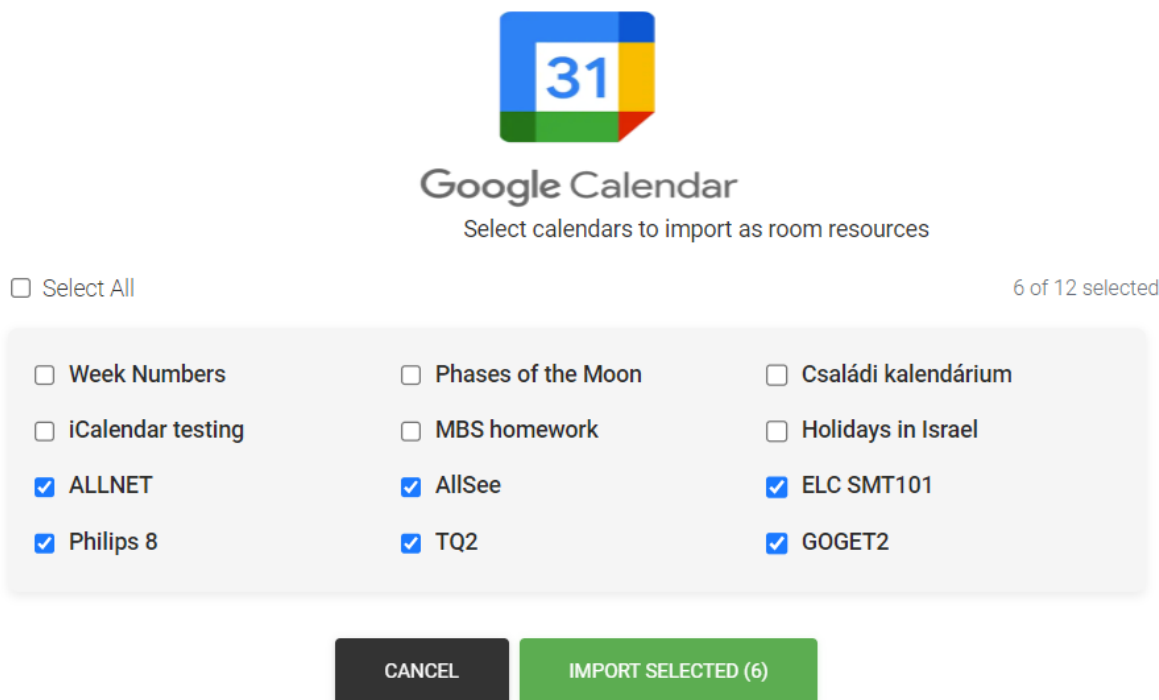 31
Google Calendar
Select calendars to import as room resources
Select All 6 of 12 selected
Week Numbers Phases of the Moon Családi kalendárium
iCalendar testing MBS homework Holidays in Israel
ALLNET AllSee ELC SMT101
Philips 8 TQ2 GOGET2
CANCEL IMPORT SELECTED (6)